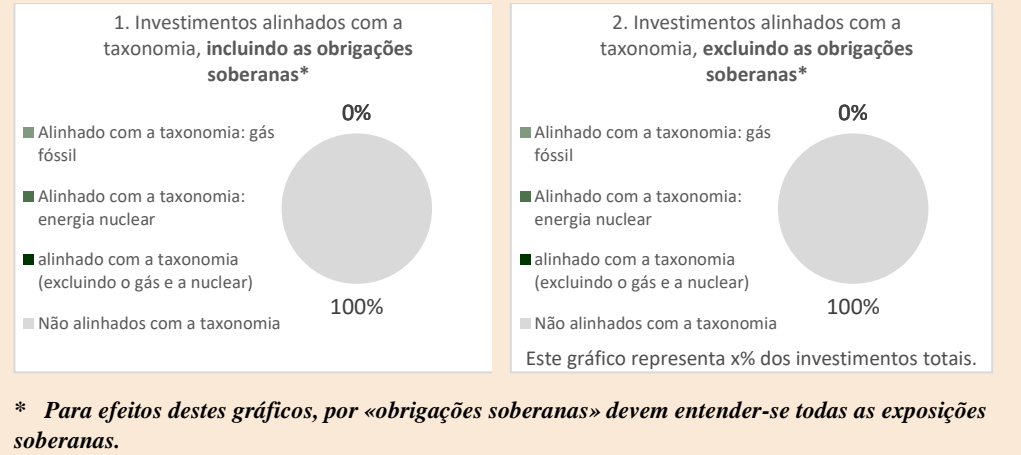 1. Investimentos alinhados com a
taxonomia, incluindo as obrigações
soberanas*
0%
Alinhado com a taxonomia: gás
fóssil
Alinhado com a taxonomia:
energia nuclear
alinhado com a taxonomia
(excluindo o gás e a nuclear)
100%
Não alinhados com a taxonomia
2. Investimentos alinhados com a
taxonomia, excluindo as obrigações
soberanas*
0%
Alinhado com a taxonomia: gás
fóssil
Alinhado com a taxonomia:
energia nuclear
alinhado com a taxonomia
(excluindo o gás e a nuclear)
100%
Não alinhados com a taxonomia
Este gráfico representa x% dos investimentos totais.
* Para efeitos destes gráficos, por «obrigações soberanas» devem entender-se todas as exposições
soberanas.